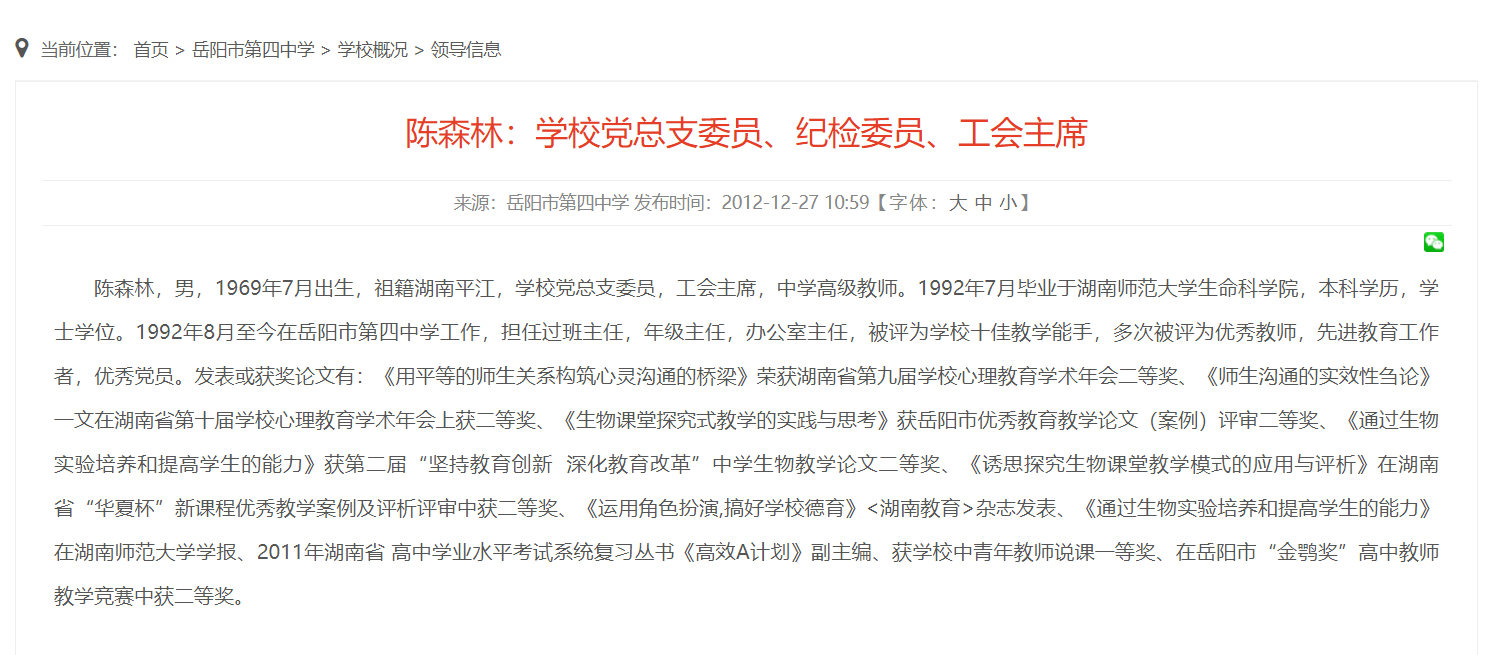 当前位置： 首页 > 岳阳市第四中学 > 学校概况 > 领导信息
陈森林：学校党总支委员、纪检委员、工会主席
来源：岳阳市第四中学 发布时间：2012-12-27 10:59【字体：大 中 小】
陈森林，男，1969年7月出生，祖籍湖南平江，学校党总支委员，工会主席，中学高级教师。1992年7月毕业于湖南师范大学生命科学院，本科学历，学
士学位。1992年8月至今在岳阳市第四中学工作，担任过班主任，年级主任，办公室主任，被评为学校十佳教学能手，多次被评为优秀教师，先进教育工作
者，优秀党员。发表或获奖论文有：《用平等的师生关系构筑心灵沟通的桥梁》荣获湖南省第九届学校心理教育学术年会二等奖、《师生沟通的实效性刍论》
一文在湖南省第十届学校心理教育学术年会上获二等奖、《生物课堂探究式教学的实践与思考》获岳阳市优秀教育教学论文（案例）评审二等奖、《通过生物
实验培养和提高学生的能力》获第二届“坚持教育创新 深化教育改革”中学生物教学论文二等奖、《诱思探究生物课堂教学模式的应用与评析》在湖南
省“华夏杯”新课程优秀教学案例及评析评审中获二等奖、《运用角色扮演,搞好学校德育》<湖南教育>杂志发表、《通过生物实验培养和提高学生的能力》
在湖南师范大学学报、2011年湖南省 高中学业水平考试系统复习丛书《高效A计划》副主编、获学校中青年教师说课一等奖、在岳阳市“金鹗奖”高中教师
教学竞赛中获二等奖。